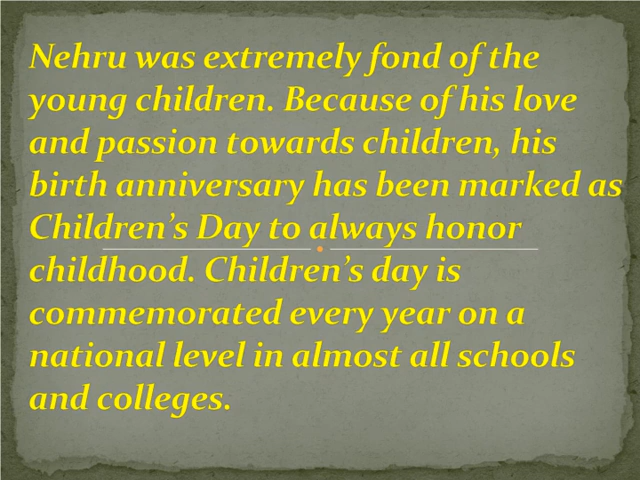 Nehru was extremely fond of the
young children. Because of his love
and passion towards children, his
birth anniversary has been marked as
Children’s Day to always honor
childhood. Children’s day is
commemorated every year on a
national level in almost all schools
and colleges.